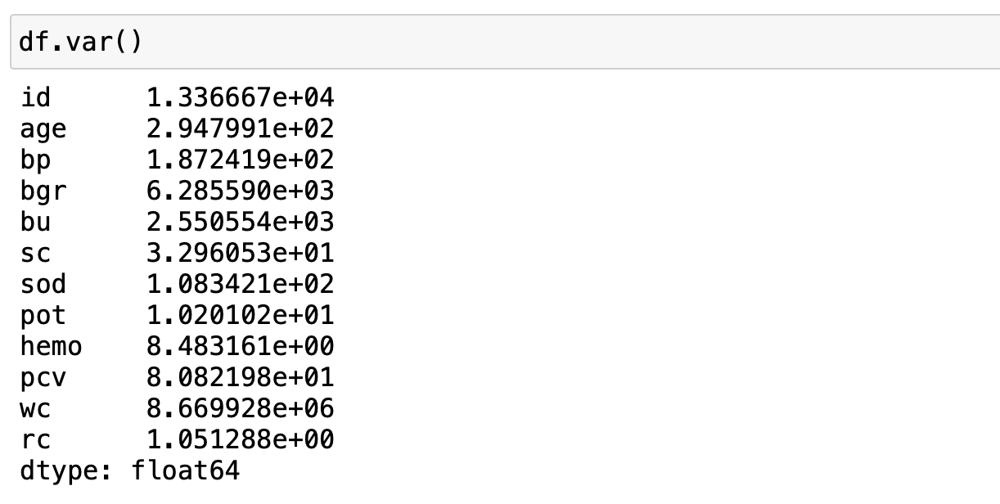 df.var()
id 1.336667e+04
age 2.947991e+02
bp 1.872419e+02
bgr 6.285590e+03
bu 2.550554e+03
sc 3.296053e+01
sod 1.083421e+02
pot 1.020102e+01
hemo 8.483161e+00
pcv 8.082198e+01
wc 8.669928e+06
rc 1.051288e+00
dtype: float64